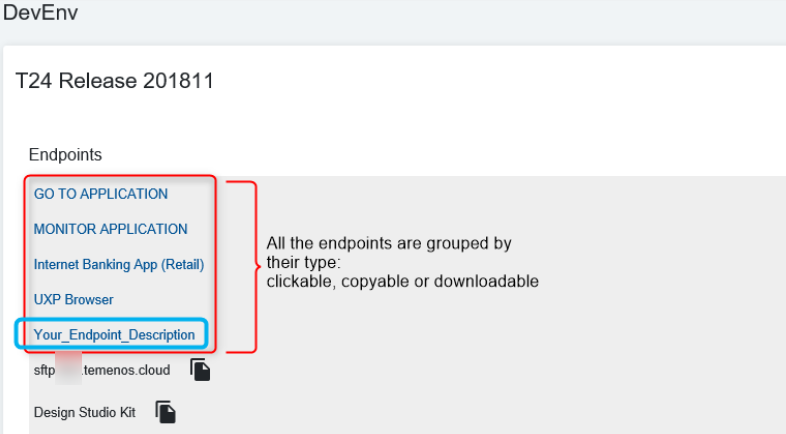 DevEnv
T24 Release 201811
Endpoints
GO TO APPLICATION
MONITOR APPLICATION
Internet Banking App (Retail)
UXP Browser
Your_Endpoint_Description
All the endpoints are grouped by
their type:
clickable, copyable or downloadable
sftp .temenos.cloud
Design Studio Kit